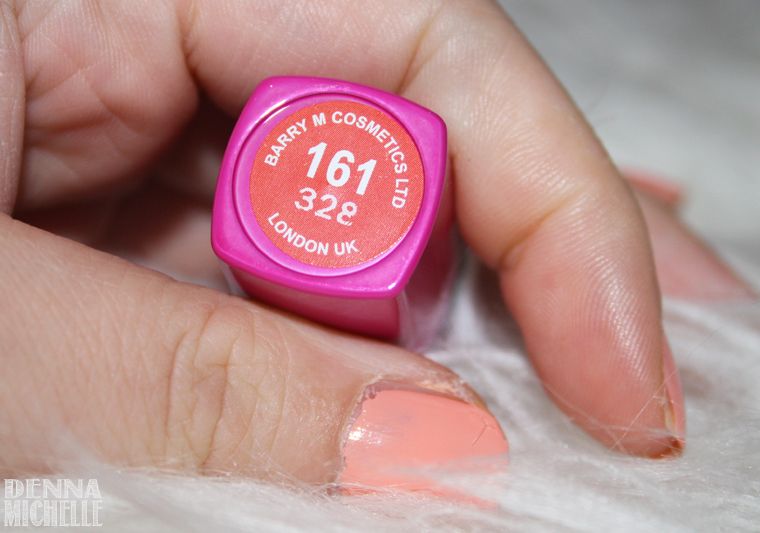 BARRY M COSMETICS LTD
161
328
LONDON UK
DENNA
MICHELLE